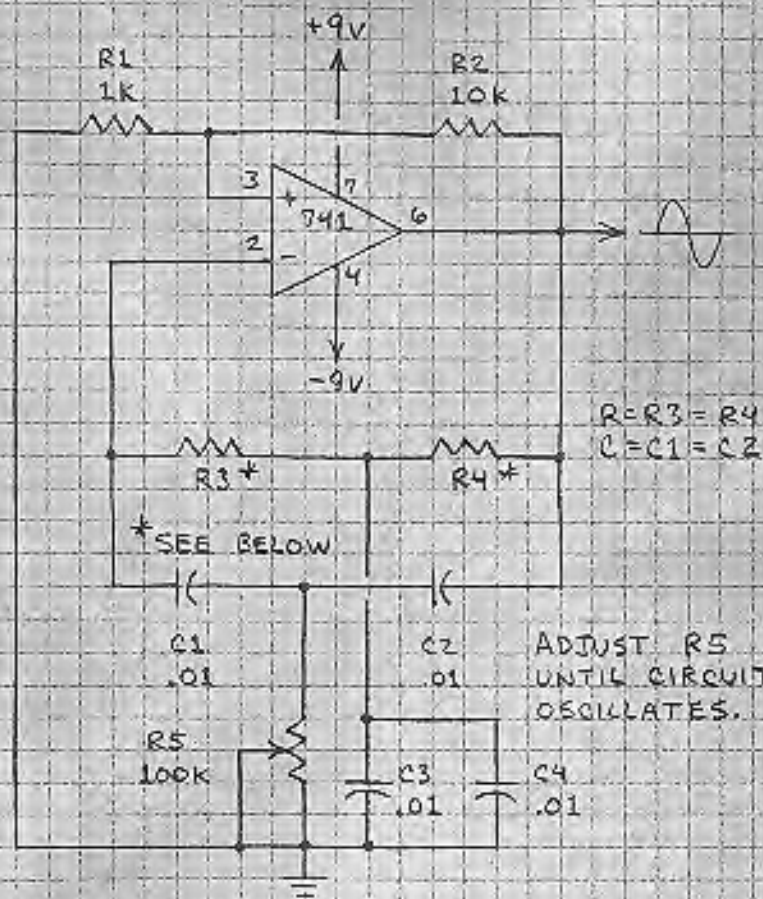 +9V
R1
1K
R2
10K
3
+
7
741
6
2
-
4
-9V
R=R3=R4
C=C1=C2
R3*
R4*
*SEE BELOW
C1
.01
C2
.01
ADJUST R5
UNTIL CIRCUIT
OSCILLATES.
R5
100K
C3
.01
C4
.01